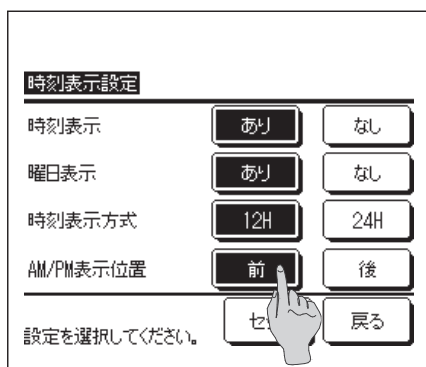 時刻表示設定
時刻表示 あり なし
曜日表示 あり なし
時刻表示方式 12H 24H
AM/PM表示位置 前 後
設定を選択してください。 セ 戻る